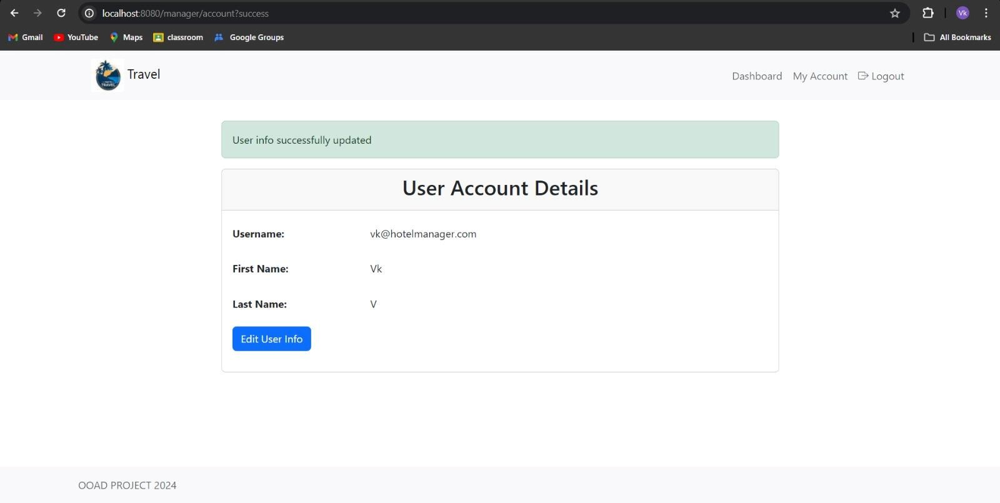 localhost:8080/manager/account?success
Vk
Gmail YouTube Maps classroom Google Groups All Bookmarks
TRAVEL
Travel Dashboard My Account Logout
User info successfully updated
User Account Details
Username: vk@hotelmanager.com
First Name: Vk
Last Name: V
Edit User Info
OOAD PROJECT 2024